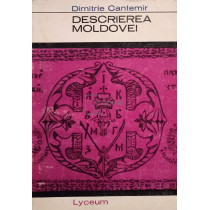 Dimitrie Cantemir
DESCRIEREA
MOLDOVEI
Lyceum